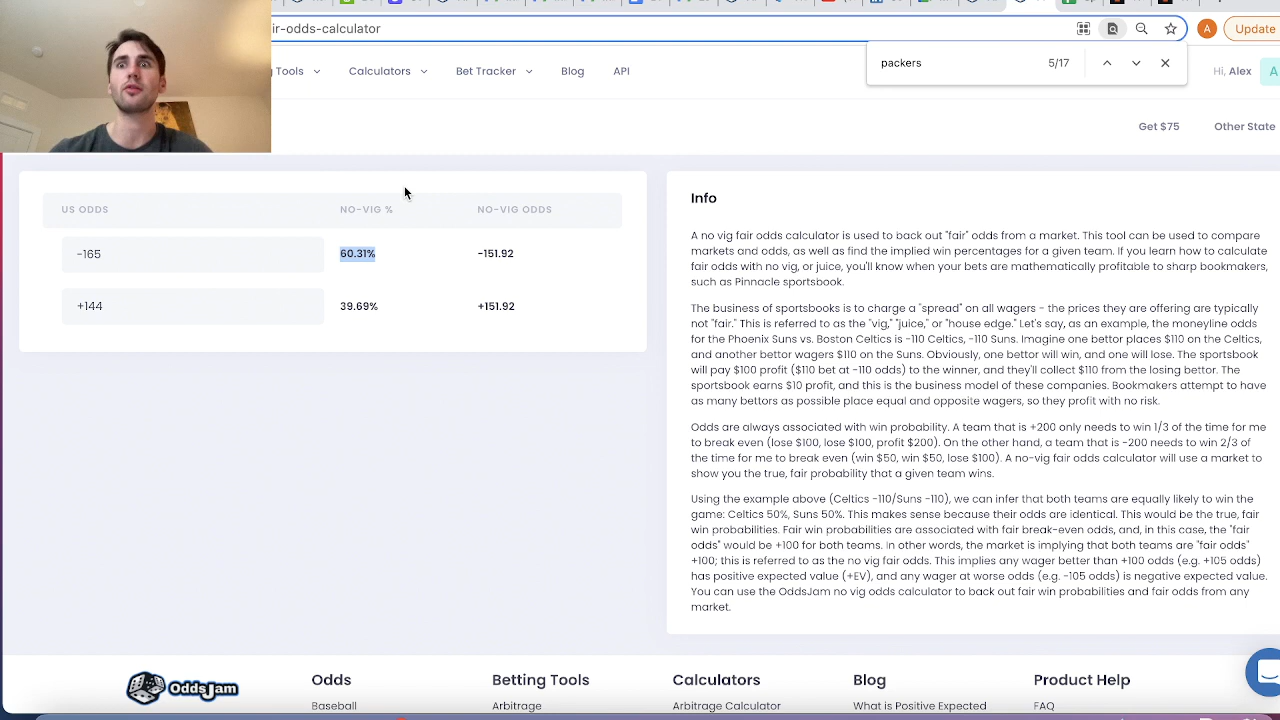 ir-odds-calculator
Update
packers
5/17
g Tools
Calculators
Bet Tracker
Blog
API
Hi, Alex
A
A
Get $75
Other State
US ODDS
NO-VIG %
NO-VIG ODDS
-165
60.31%
-151.92
+144
39.69%
+151.92
Info
A no vig fair odds calculator is used to back out "fair" odds from a market. This tool can be used to compare
markets and odds, as well as find the implied win percentages for a given team. If you learn how to calculate
fair odds with no vig, or juice, you'll know when your bets are mathematically profitable to sharp bookmakers,
such as Pinnacle sportsbook.
The business of sportsbooks is to charge a "spread" on all wagers - the prices they are offering are typically
not "fair." This is referred to as the "vig," "juice," or "house edge." Let's say, as an example, the moneyline odds
for the Phoenix Suns vs. Boston Celtics is -110 Celtics, -110 Suns. Imagine one bettor places $110 on the Celtics,
and another bettor wagers $110 on the Suns. Obviously, one bettor will win, and one will lose. The sportsbook
will pay $100 profit ($110 bet at -110 odds) to the winner, and they'll collect $110 from the losing bettor. The
sportsbook earns $10 profit, and this is the business model of these companies. Bookmakers attempt to have
as many bettors as possible place equal and opposite wagers, so they profit with no risk.
Odds are always associated with win probability. A team that is +200 only needs to win 1/3 of the time for me
to break even (lose $100, lose $100, profit $200). On the other hand, a team that is -200 needs to win 2/3 of
the time for me to break even (win $50, win $50, lose $100). A no-vig fair odds calculator will use a market to
show you the true, fair probability that a given team wins.
Using the example above (Celtics -110/Suns -110), we can infer that both teams are equally likely to win the
game: Celtics 50%, Suns 50%. This makes sense because their odds are identical. This would be the true, fair
win probabilities. Fair win probabilities are associated with fair break-even odds, and, in this case, the "fair
odds" would be +100 for both teams. In other words, the market is implying that both teams are "fair odds"
+100; this is referred to as the no vig fair odds. This implies any wager better than +100 odds (e.g. +105 odds)
has positive expected value (+EV), and any wager at worse odds (e.g. -105 odds) is negative expected value.
You can use the OddsJam no vig odds calculator to back out fair win probabilities and fair odds from any
market.
OddsJam
Odds
Betting Tools
Calculators
Blog
Product Help
Baseball
Arbitrage
Arbitrage Calculator
What is Positive Expected
FAQ